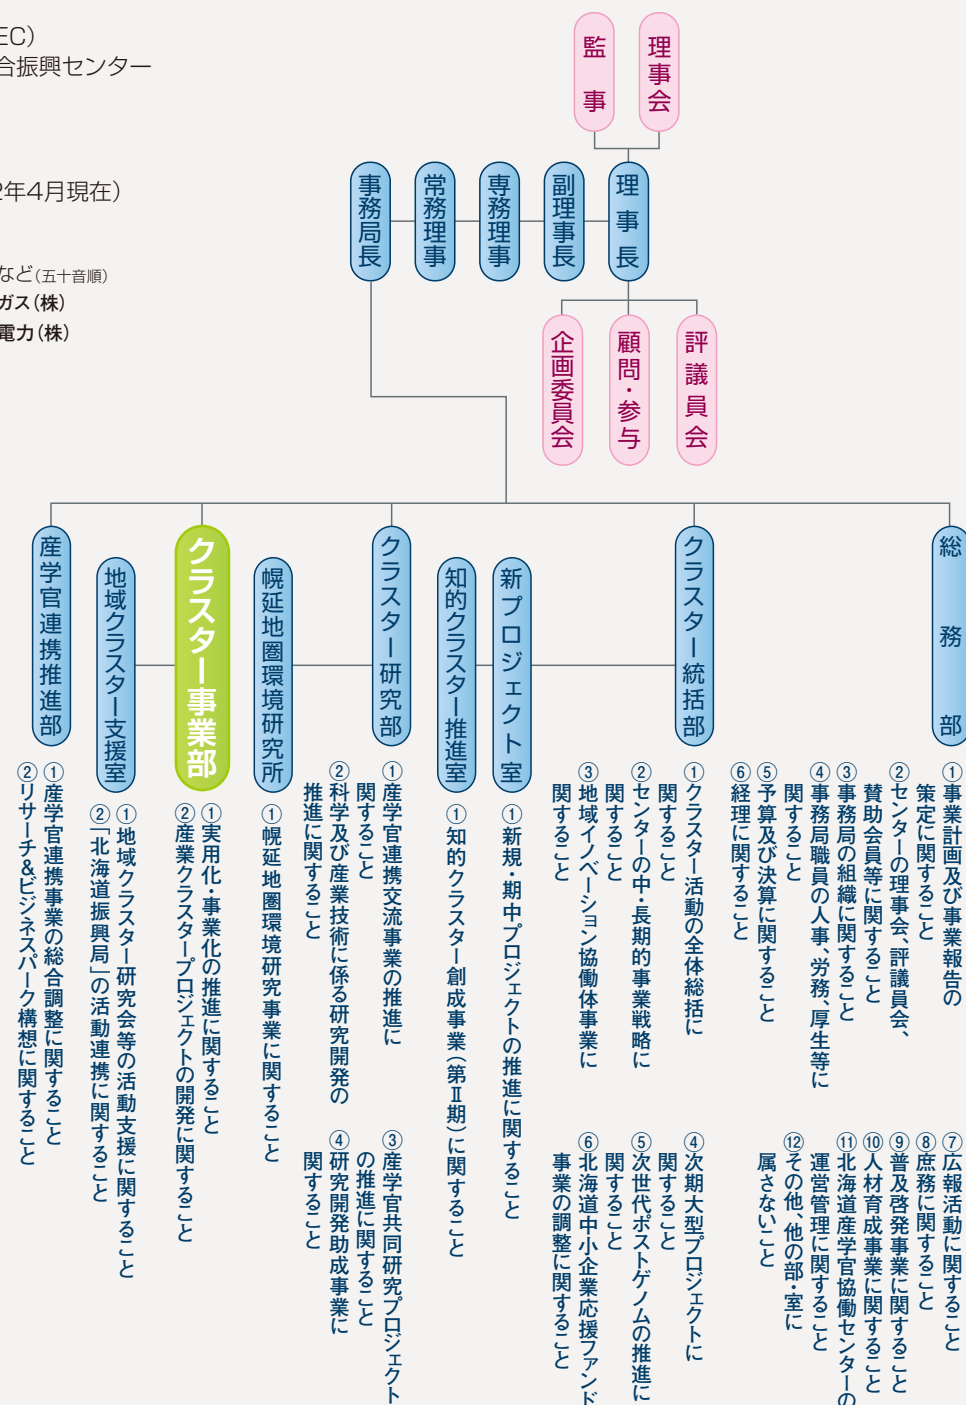 EC）
合振興センター
2年4月現在）
など（五十音順）
ガス（株）
電力（株）
監事
理事会
理事長
副理事長
専務理事
常務理事
事務局長
評議員会
顧問・参与
企画委員会
総務部
①事業計画及び事業報告の
策定に関すること
②センターの理事会、評議員会、
賛助会員等に関すること
③事務局の組織に関すること
④事務局職員の人事、労務、厚生等に
関すること
⑤予算及び決算に関すること
⑥経理に関すること
⑦広報活動に関すること
⑧庶務に関すること
⑨普及啓発事業に関すること
⑩人材育成事業に関すること
⑪北海道産学官協働センターの
運営管理に関すること
⑫その他、他の部・室に
属さないこと
クラスター統括部
①クラスター活動の全体総括に
関すること
②センターの中・長期的事業戦略に
関すること
③地域イノベーション協働体事業に
関すること
④次期大型プロジェクトに
関すること
⑤次世代ポストゲノムの推進に
関すること
⑥北海道中小企業応援ファンド
事業の調整に関すること
新プロジェクト室
①新規・期中プロジェクトの推進に関すること
知的クラスター推進室
①知的クラスター創成事業（第Ⅱ期）に関すること
クラスター研究部
①産学官連携交流事業の推進に
関すること
②科学及び産業技術に係る研究開発の
推進に関すること
③産学官共同研究プロジェクト
の推進に関すること
④研究開発助成事業に
関すること
幌延地圏環境研究所
①幌延地圏環境研究事業に関すること
クラスター事業部
①実用化・事業化の推進に関すること
②産業クラスタープロジェクトの開発に関すること
地域クラスター支援室
①地域クラスター研究会等の活動支援に関すること
②「北海道振興局」の活動連携に関すること
産学官連携推進部
①産学官連携事業の総合調整に関すること
②リサーチ&ビジネスパーク構想に関すること